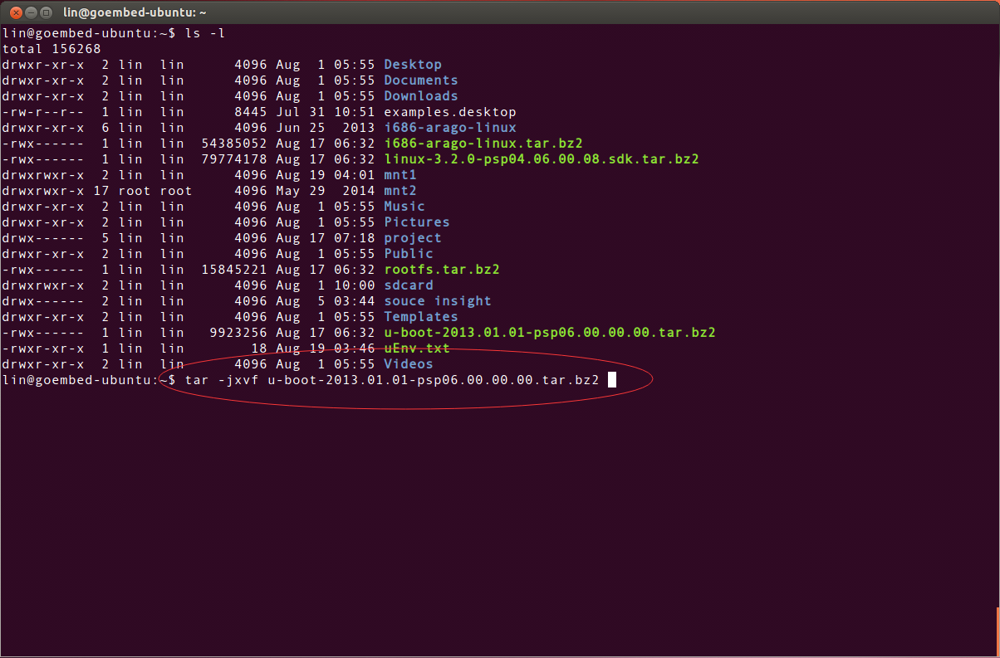 lin@goembed-ubuntu: ~
lin@goembed-ubuntu:~$ ls -l
total 156268
drwxr-xr-x  2 lin  lin      4096 Aug  1 05:55 Desktop
drwxr-xr-x  2 lin  lin      4096 Aug  1 05:55 Documents
drwxr-xr-x  2 lin  lin      4096 Aug  1 05:55 Downloads
-rw-r--r--  1 lin  lin      8445 Jul 31 10:51 examples.desktop
drwxr-xr-x  6 lin  lin      4096 Jun 25  2013 i686-arago-linux
-rwx------  1 lin  lin  54385052 Aug 17 06:32 i686-arago-linux.tar.bz2
-rwx------  1 lin  lin  79774178 Aug 17 06:32 linux-3.2.0-psp04.06.00.08.sdk.tar.bz2
drwxrwxr-x  2 lin  lin      4096 Aug 19 04:01 mnt1
drwxrwxr-x 17 root root     4096 May 29  2014 mnt2
drwxr-xr-x  2 lin  lin      4096 Aug  1 05:55 Music
drwxr-xr-x  2 lin  lin      4096 Aug  1 05:55 Pictures
drwx------  5 lin  lin      4096 Aug 17 07:18 project
drwxr-xr-x  2 lin  lin      4096 Aug  1 05:55 Public
-rwx------  1 lin  lin  15845221 Aug 17 06:32 rootfs.tar.bz2
drwxrwxr-x  2 lin  lin      4096 Aug  1 10:00 sdcard
drwx------  2 lin  lin      4096 Aug  5 03:44 souce insight
drwxr-xr-x  2 lin  lin      4096 Aug  1 05:55 Templates
-rwx------  1 lin  lin   9923256 Aug 17 06:32 u-boot-2013.01.01-psp06.00.00.00.tar.bz2
-rwxr-xr-x  1 lin  lin        18 Aug 19 03:46 uEnv.txt
drwxr-xr-x  2 lin  lin      4096 Aug  1 05:55 Videos
lin@goembed-ubuntu:~$ tar -jxvf u-boot-2013.01.01-psp06.00.00.00.tar.bz2